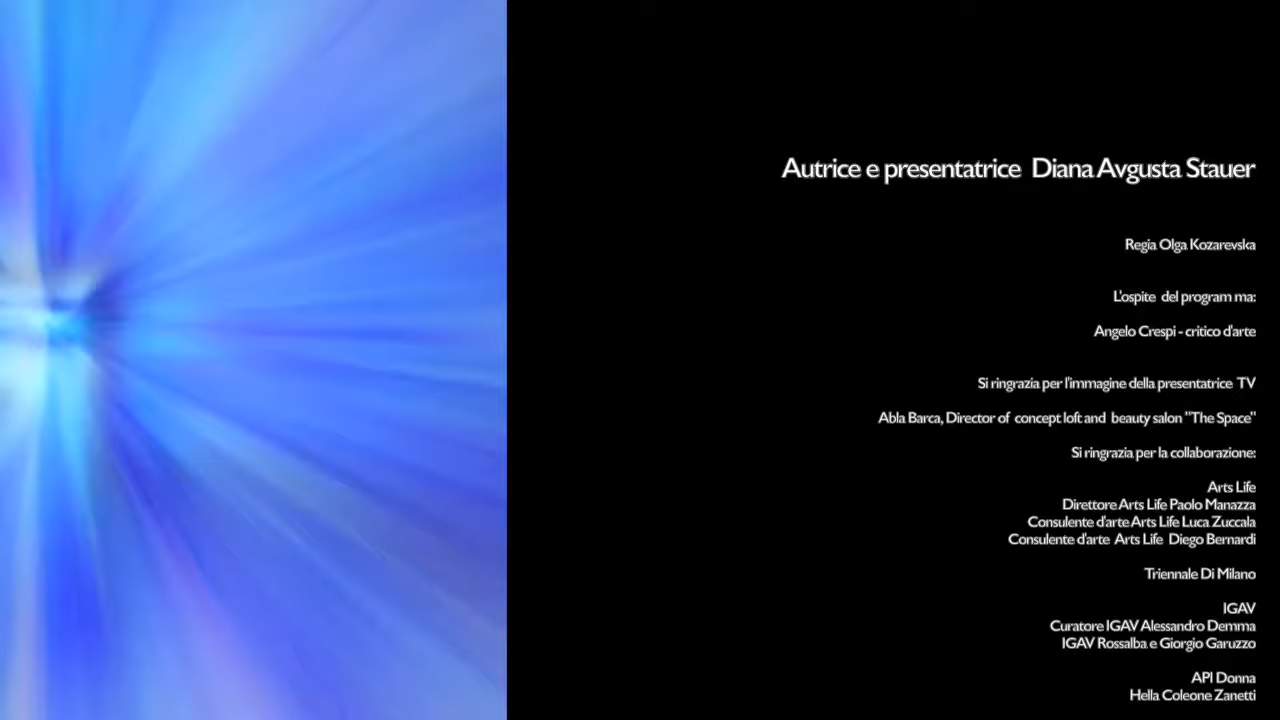 Autrice e presentatrice Diana Avgusta Stauer
Regia Olga Kozarevska
L'ospite del program ma:
Angelo Crespi - critico d'arte
Si ringrazia per l'immagine della presentatrice TV
Abla Barca, Director of concept loft and beauty salon "The Space"
Si ringrazia per la collaborazione:
Arts Life
Direttore Arts Life Paolo Manazza
Consulente d'arte Arts Life Luca Zuccala
Consulente d'arte Arts Life Diego Bernardi
Triennale Di Milano
IGAV
Curatore IGAV Alessandro Demma
IGAV Rossalba e Giorgio Garuzzo
API Donna
Hella Coleone Zanetti